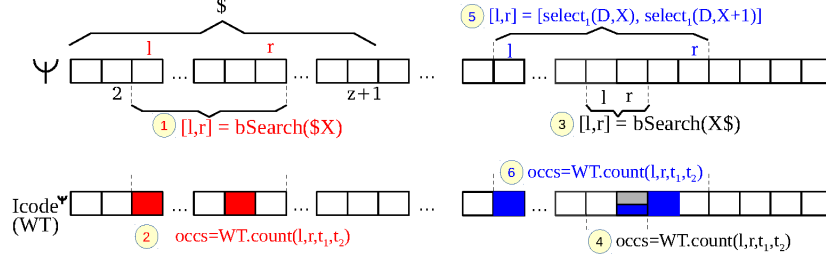 $
5 [l,r] = [select₁(D,X), select₁(D,X+1)]
l r l r
Ψ ... ... ... ...
2 z+1 l r
1 [l,r] = bSearch($X) 3 [l,r] = bSearch(X$)
6 occs=WT.count(l,r,t₁,t₂)
Icode^Ψ ... ... ... ...
(WT)
2 occs=WT.count(l,r,t₁,t₂) 4 occs=WT.count(l,r,t₁,t₂)